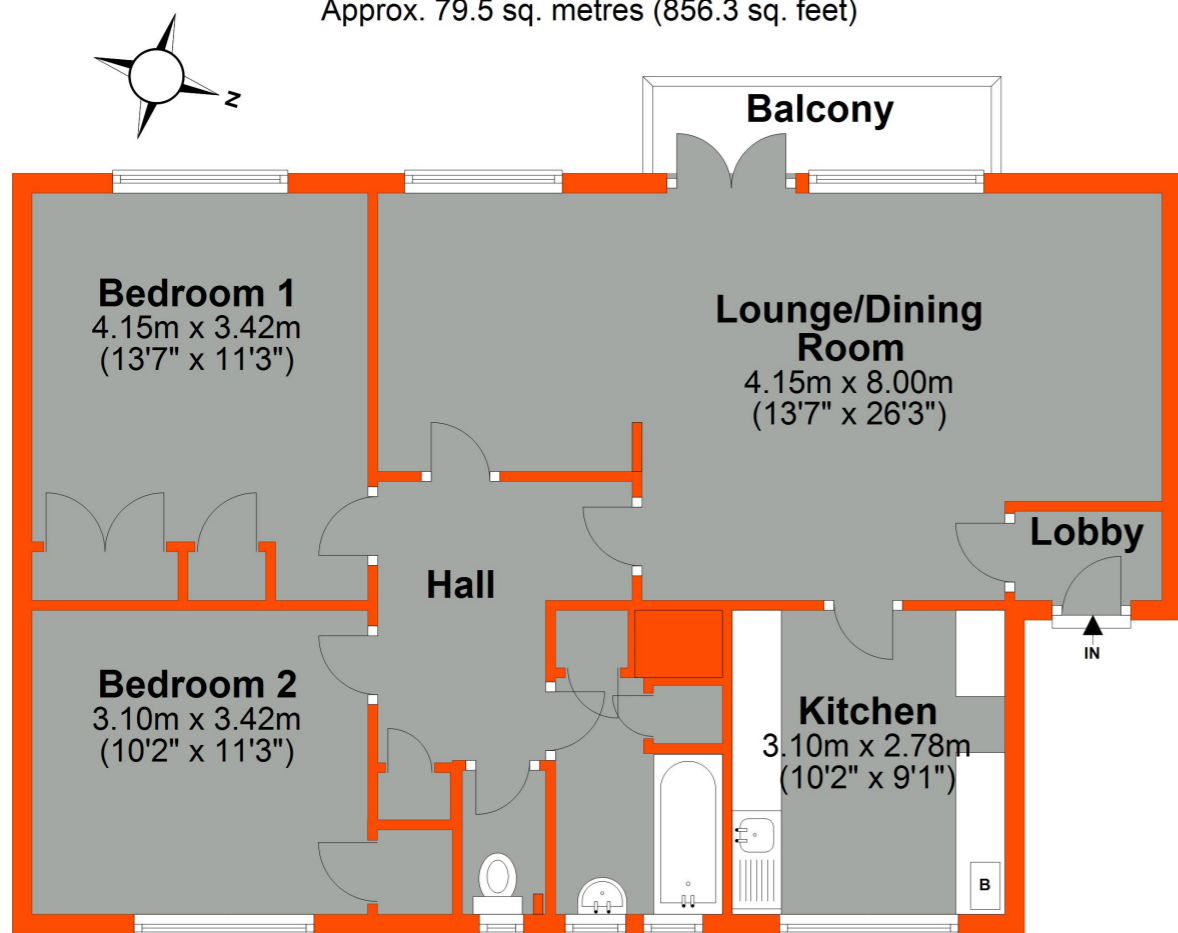 Approx. 79.5 sq. metres (856.3 sq. feet)
N
Balcony
Bedroom 1
4.15m x 3.42m
(13'7" x 11'3")
Lounge/Dining
Room
4.15m x 8.00m
(13'7" x 26'3")
Lobby
IN
Hall
Bedroom 2
3.10m x 3.42m
(10'2" x 11'3")
Kitchen
3.10m x 2.78m
(10'2" x 9'1")
B